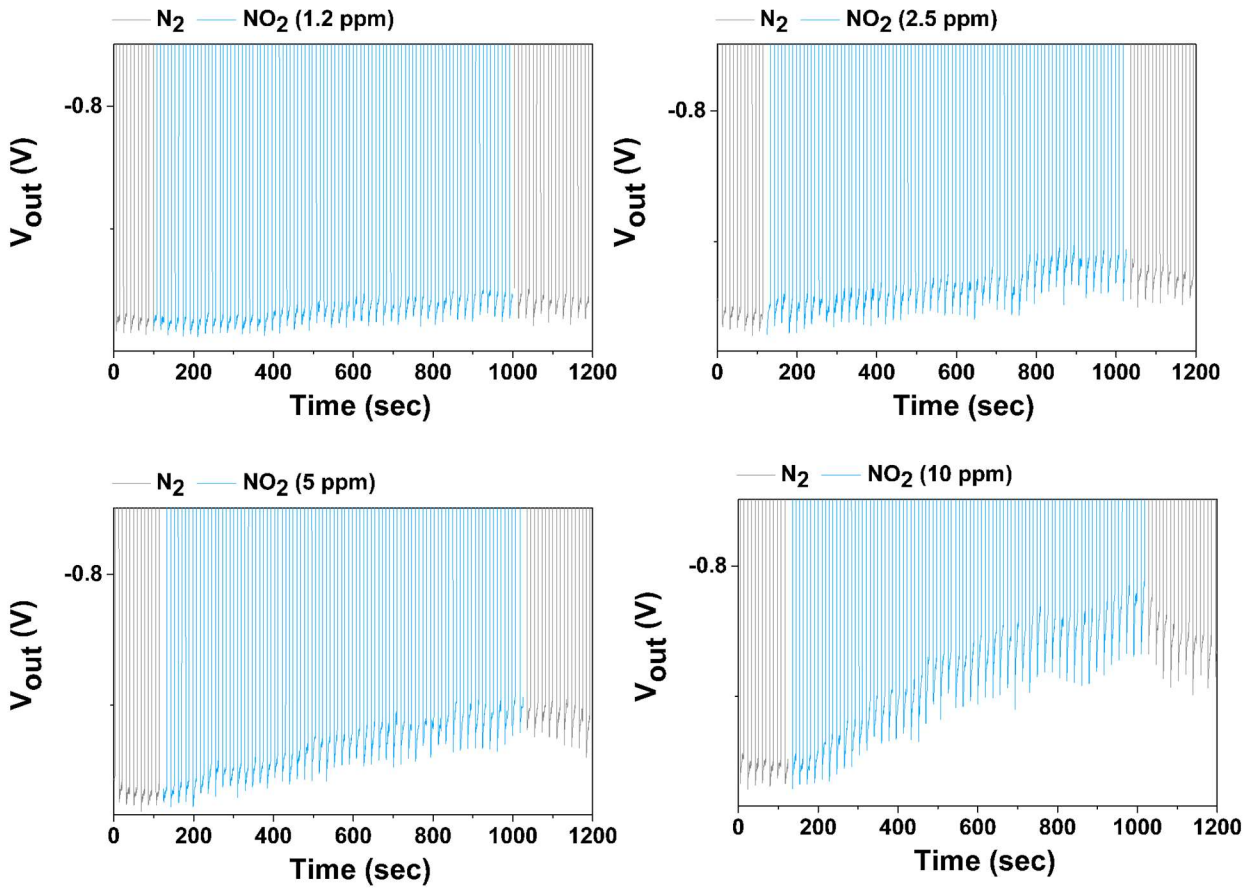 N2 NO2 (1.2 ppm)
-0.8
Vout (V)
0 200 400 600 800 1000 1200
Time (sec)
N2 NO2 (2.5 ppm)
-0.8
Vout (V)
0 200 400 600 800 1000 1200
Time (sec)
N2 NO2 (5 ppm)
-0.8
Vout (V)
0 200 400 600 800 1000 1200
Time (sec)
N2 NO2 (10 ppm)
-0.8
Vout (V)
0 200 400 600 800 1000 1200
Time (sec)